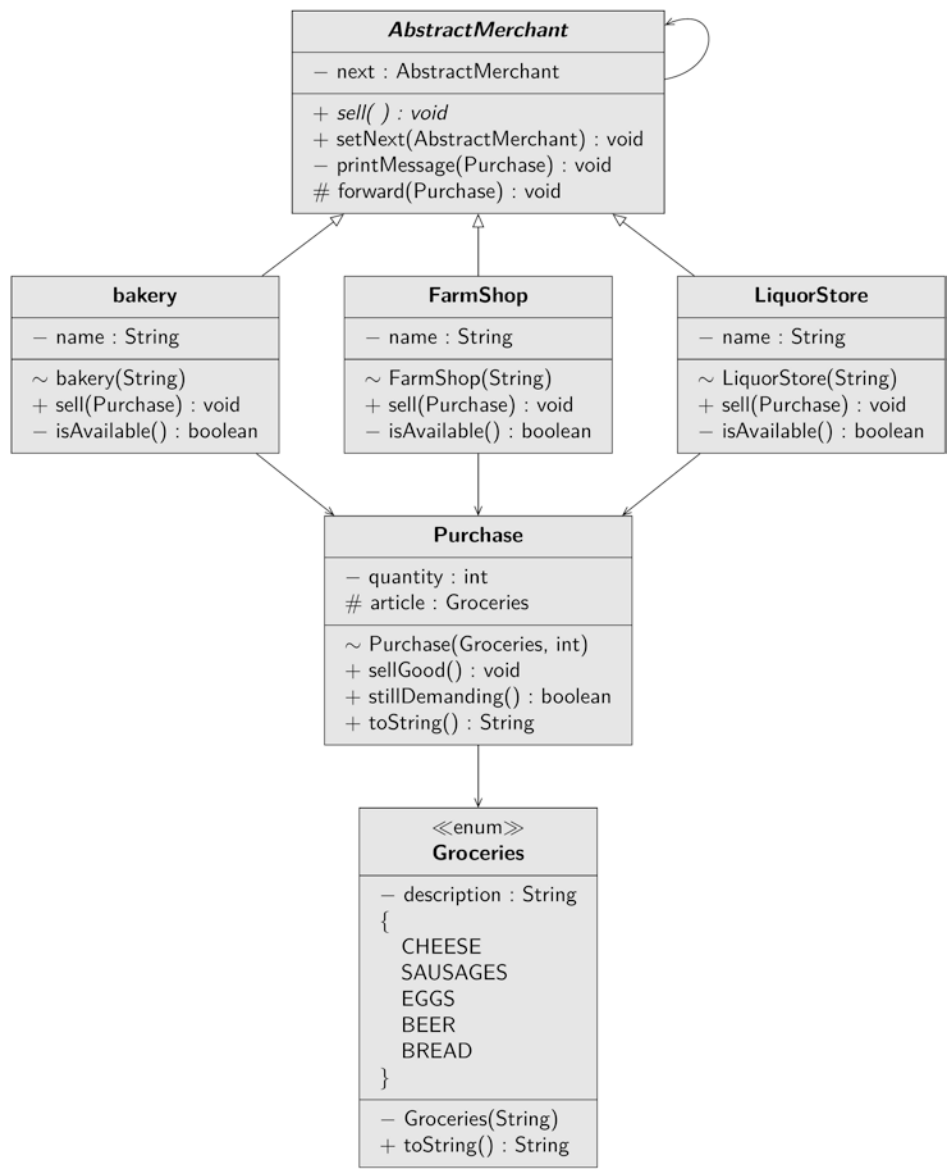 AbstractMerchant
− next : AbstractMerchant
+ sell( ) : void
+ setNext(AbstractMerchant) : void
− printMessage(Purchase) : void
# forward(Purchase) : void
bakery
− name : String
∼ bakery(String)
+ sell(Purchase) : void
− isAvailable() : boolean
FarmShop
− name : String
∼ FarmShop(String)
+ sell(Purchase) : void
− isAvailable() : boolean
LiquorStore
− name : String
∼ LiquorStore(String)
+ sell(Purchase) : void
− isAvailable() : boolean
Purchase
− quantity : int
# article : Groceries
∼ Purchase(Groceries, int)
+ sellGood() : void
+ stillDemanding() : boolean
+ toString() : String
≪enum≫
Groceries
− description : String
{
CHEESE
SAUSAGES
EGGS
BEER
BREAD
}
− Groceries(String)
+ toString() : String